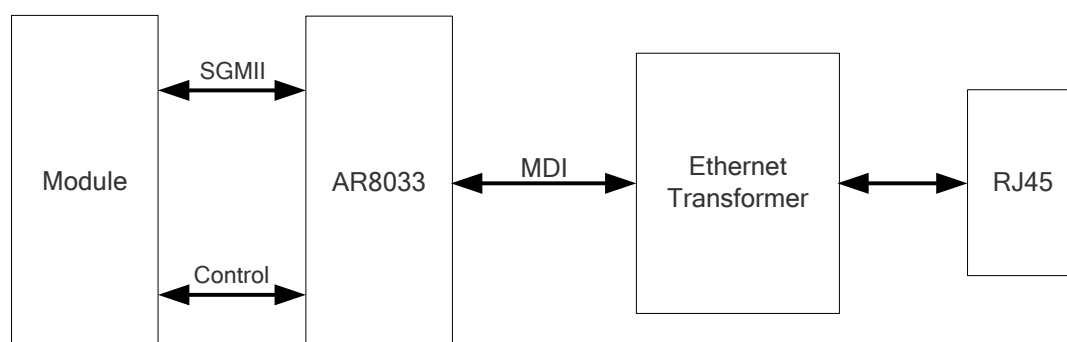 SGMII
Module
AR8033
MDI
Ethernet
Transformer
RJ45
Control